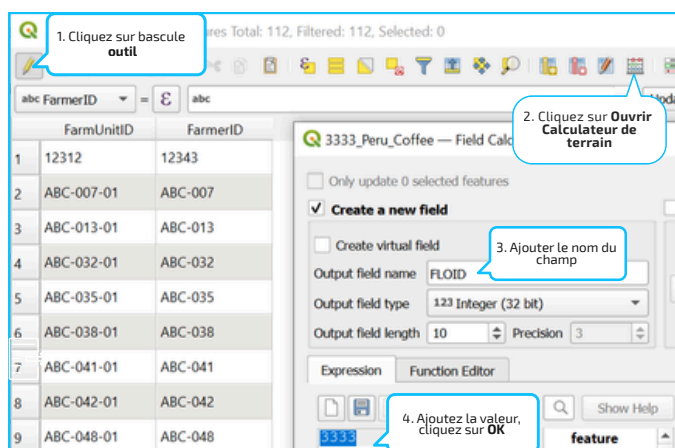 1. Cliquez sur bascule
outil
res Total: 112, Filtered: 112, Selected: 0
abc FarmerID = ε abc
2. Cliquez sur Ouvrir
Calculateur de
terrain
FarmUnitID FarmerID
1 12312 12343
2 ABC-007-01 ABC-007
3 ABC-013-01 ABC-013
4 ABC-032-01 ABC-032
5 ABC-035-01 ABC-035
6 ABC-038-01 ABC-038
7 ABC-041-01 ABC-041
8 ABC-042-01 ABC-042
9 ABC-048-01 ABC-048
3333_Peru_Coffee — Field Calc
Only update 0 selected features
Create a new field
Create virtual field
3. Ajouter le nom du
champ
Output field name FLOID
Output field type 123 Integer (32 bit)
Output field length 10 Precision 3
Expression Function Editor
Show Help
4. Ajoutez la valeur,
cliquez sur OK
3333
feature